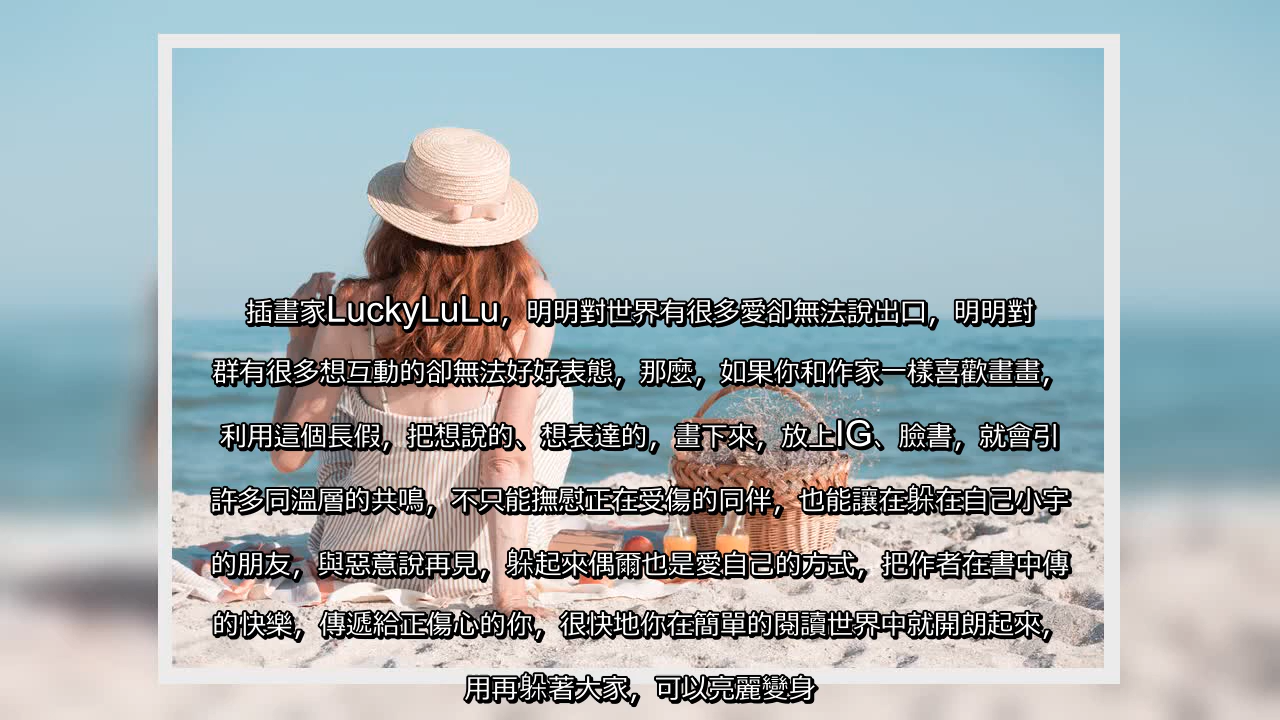 插畫家LuckyLuLu，明明對世界有很多愛卻無法說出口，明明對
群有很多想互動的卻無法好好表態，那麼，如果你和作家一樣喜歡畫畫，
利用這個長假，把想說的、想表達的，畫下來，放上IG、臉書，就會引
許多同溫層的共鳴，不只能撫慰正在受傷的同伴，也能讓在躲在自己小宇
的朋友，與惡意說再見，躲起來偶爾也是愛自己的方式，把作者在書中傳
的快樂，傳遞給正傷心的你，很快地你在簡單的閱讀世界中就開朗起來，
用再躲著大家，可以亮麗變身